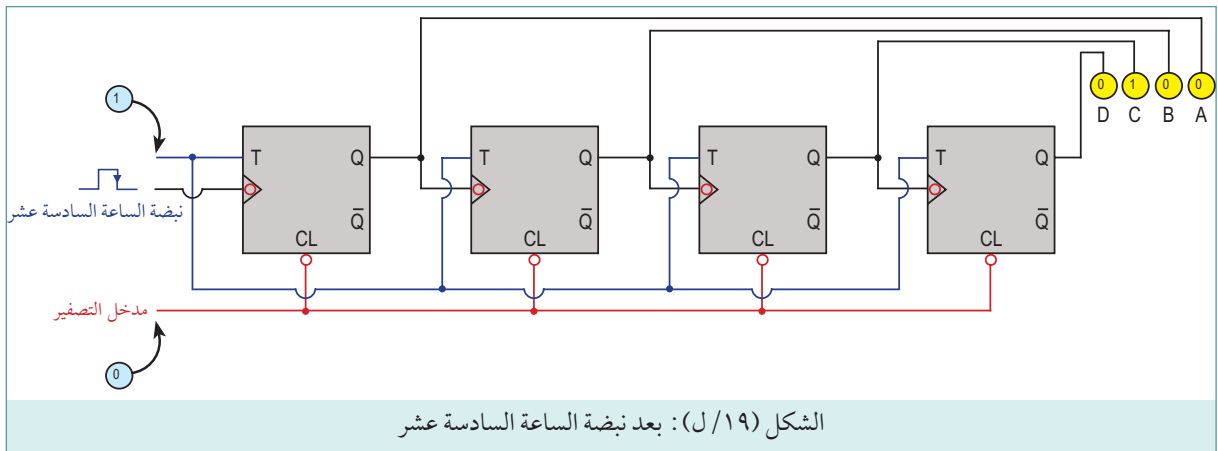 0 1 0 0
D C B A
1
T Q
T Q
T Q
T Q
نبضة الساعة السادسة عشر
Q̅
Q̅
Q̅
Q̅
CL
CL
CL
CL
مدخل التصفير
0
الشكل (١٩/ ل): بعد نبضة الساعة السادسة عشر